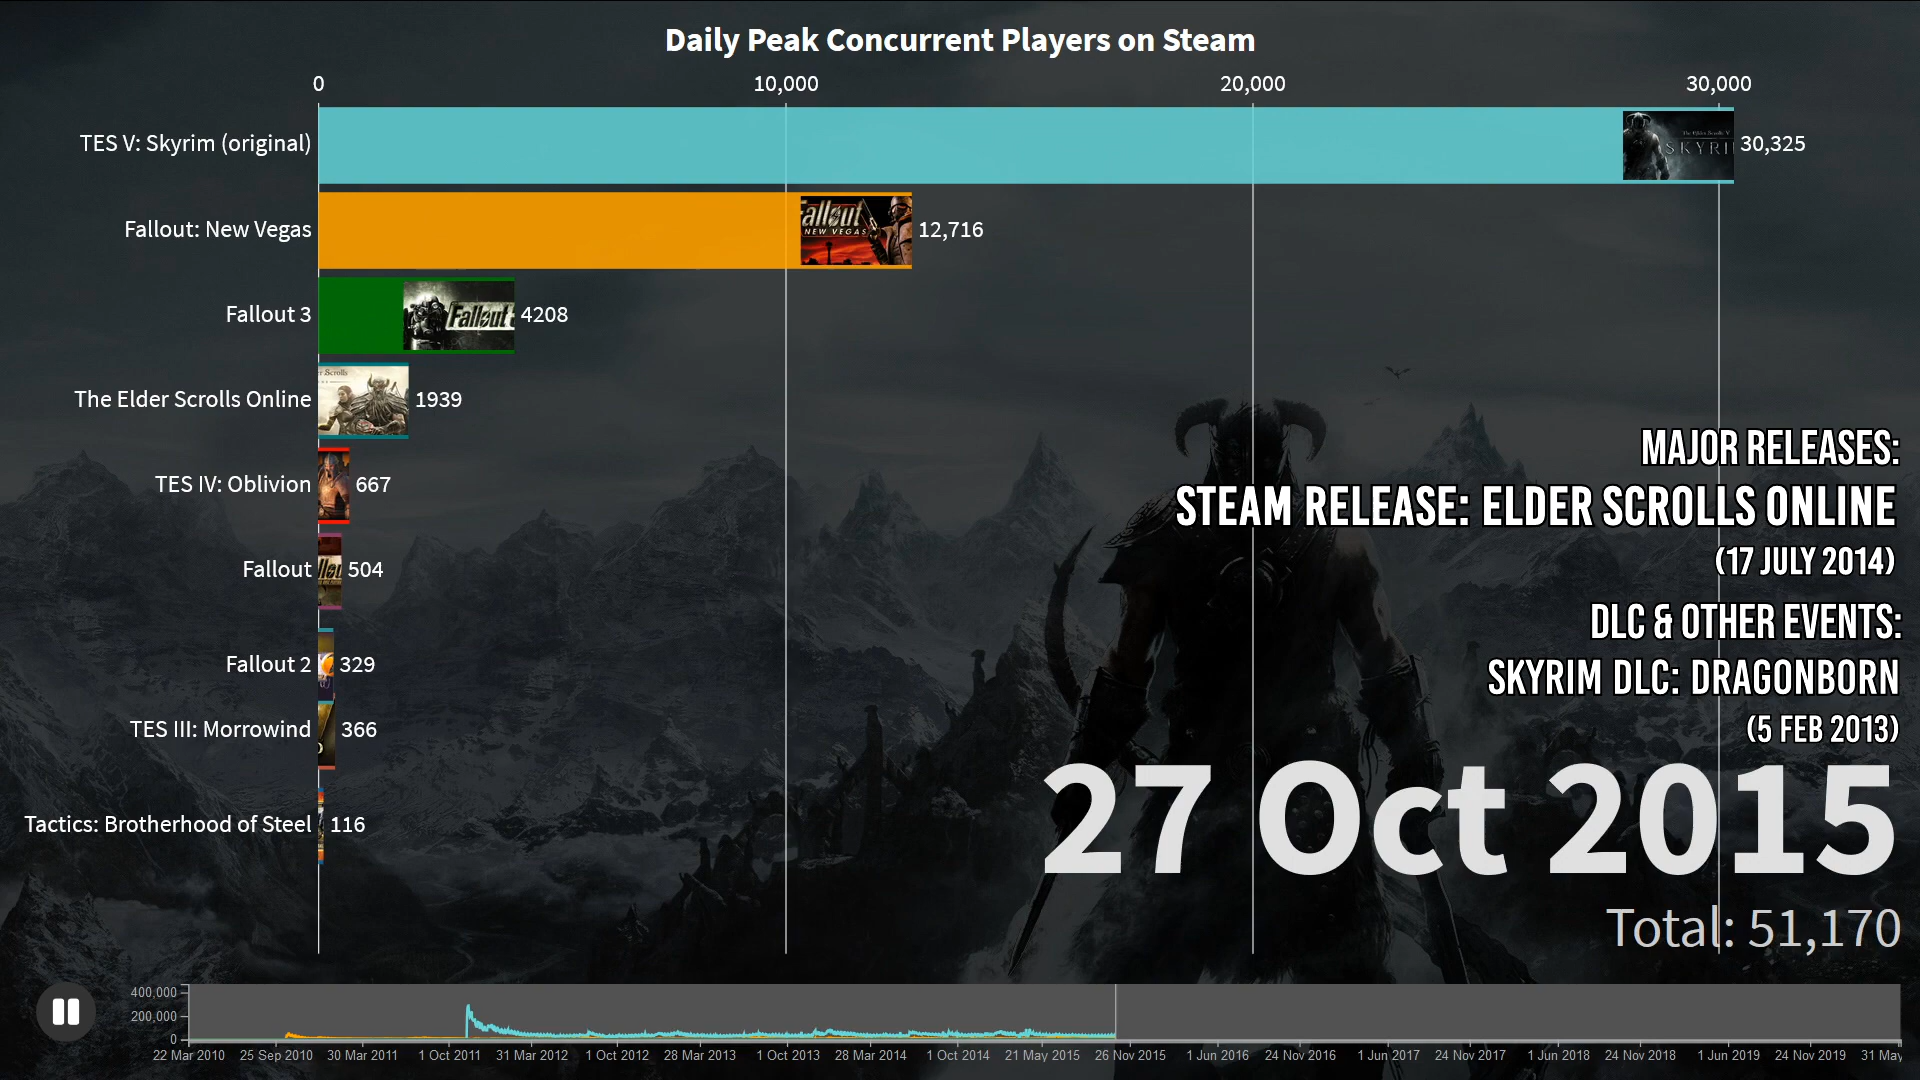 Daily Peak Concurrent Players on Steam
0 10,000 20,000 30,000
TES V: Skyrim (original) SKYRI 30,325
Fallout: New Vegas Fallout NEW VEGAS 12,716
Fallout 3 Fallout 4208
The Elder Scrolls Online r Scrolls 1939
TES IV: Oblivion 667
Fallout llou 504
Fallout 2 329
TES III: Morrowind 366
Tactics: Brotherhood of Steel 116
MAJOR RELEASES:
STEAM RELEASE: ELDER SCROLLS ONLINE
(17 JULY 2014)
DLC & OTHER EVENTS:
SKYRIM DLC: DRAGONBORN
(5 FEB 2013)
27 Oct 2015
Total: 51,170
400,000
200,000
0
22 Mar 2010 25 Sep 2010 30 Mar 2011 1 Oct 2011 31 Mar 2012 1 Oct 2012 28 Mar 2013 1 Oct 2013 28 Mar 2014 1 Oct 2014 21 May 2015 26 Nov 2015 1 Jun 2016 24 Nov 2016 1 Jun 2017 24 Nov 2017 1 Jun 2018 24 Nov 2018 1 Jun 2019 24 Nov 2019 31 May